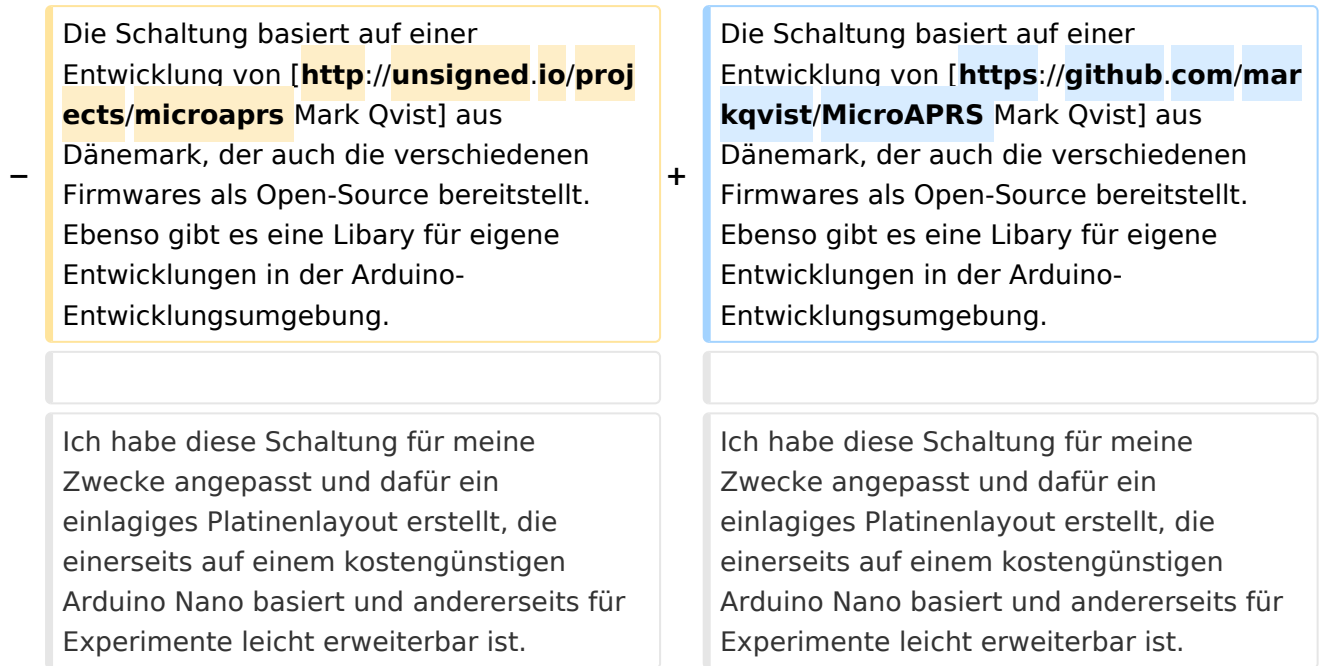 Die Schaltung basiert auf einer
Entwicklung von [http://unsigned.io/proj
ects/microaprs Mark Qvist] aus
Dänemark, der auch die verschiedenen
Firmwares als Open-Source bereitstellt.
Ebenso gibt es eine Libary für eigene
Entwicklungen in der Arduino-
Entwicklungsumgebung.
−
+
Die Schaltung basiert auf einer
Entwicklung von [https://github.com/mar
kqvist/MicroAPRS Mark Qvist] aus
Dänemark, der auch die verschiedenen
Firmwares als Open-Source bereitstellt.
Ebenso gibt es eine Libary für eigene
Entwicklungen in der Arduino-
Entwicklungsumgebung.
Ich habe diese Schaltung für meine
Zwecke angepasst und dafür ein
einlagiges Platinenlayout erstellt, die
einerseits auf einem kostengünstigen
Arduino Nano basiert und andererseits für
Experimente leicht erweiterbar ist.
Ich habe diese Schaltung für meine
Zwecke angepasst und dafür ein
einlagiges Platinenlayout erstellt, die
einerseits auf einem kostengünstigen
Arduino Nano basiert und andererseits für
Experimente leicht erweiterbar ist.